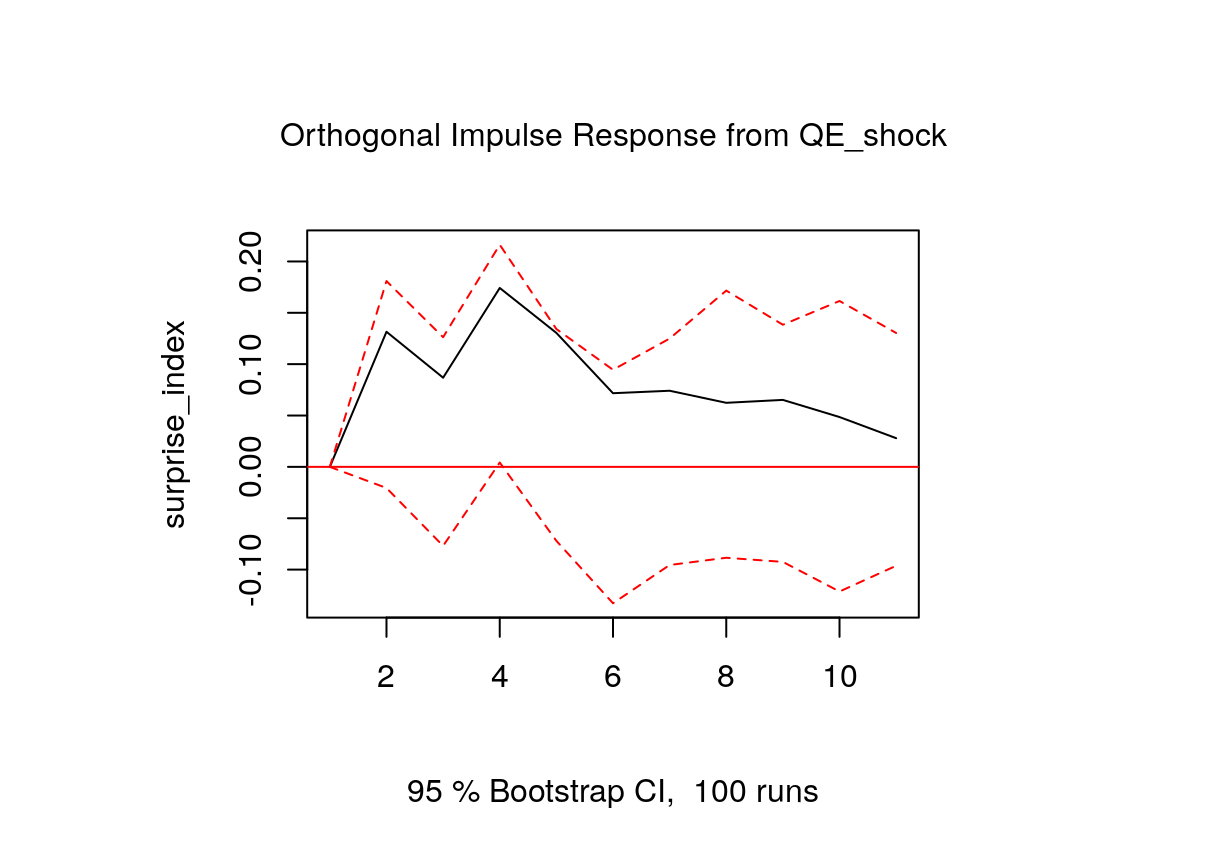 Orthogonal Impulse Response from QE_shock
surprise_index
0.20
0.10
0.00
-0.10
2 4 6 8 10
95 % Bootstrap CI,  100 runs